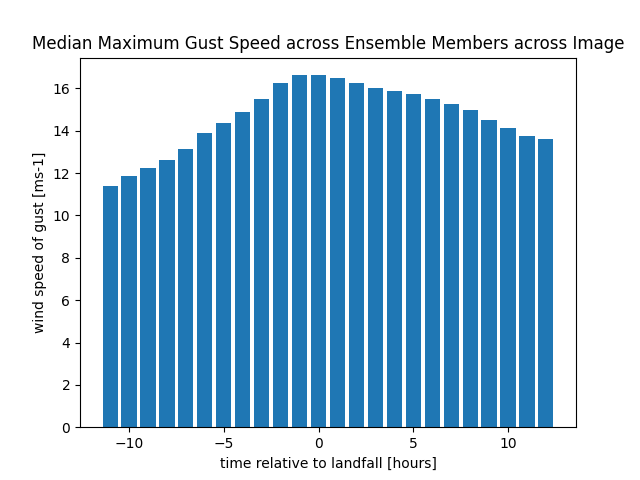 Median Maximum Gust Speed across Ensemble Members across Image
16
14
12
10
8
6
4
2
0
wind speed of gust [ms-1]
−10 −5 0 5 10
time relative to landfall [hours]